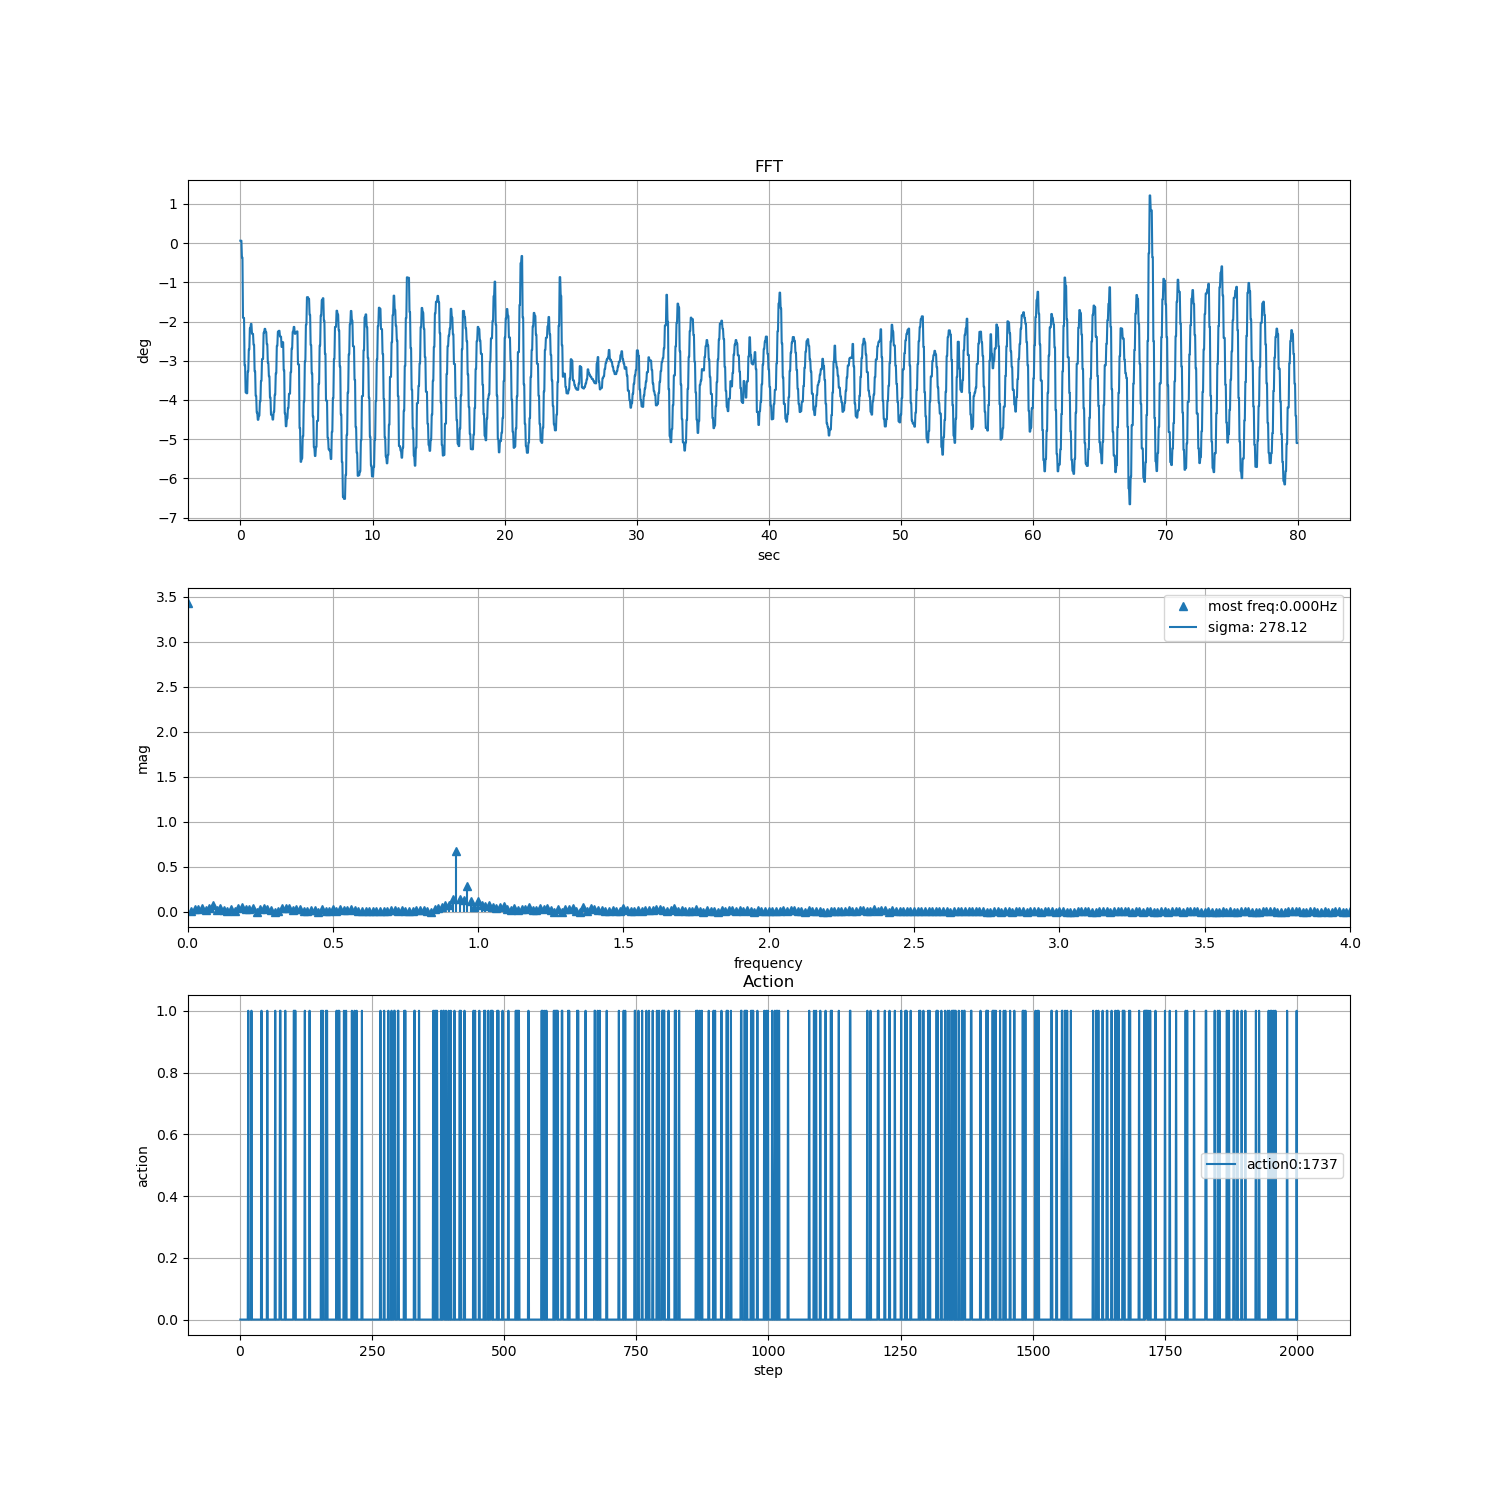 FFT
1
0
−1
−2
−3
−4
−5
−6
−7
deg
0 10 20 30 40 50 60 70 80
sec
3.5
3.0
2.5
2.0
1.5
1.0
0.5
0.0
mag
most freq:0.000Hz
sigma: 278.12
0.0 0.5 1.0 1.5 2.0 2.5 3.0 3.5 4.0
frequency
Action
1.0
0.8
0.6
0.4
0.2
0.0
action
action0:1737
0 250 500 750 1000 1250 1500 1750 2000
step